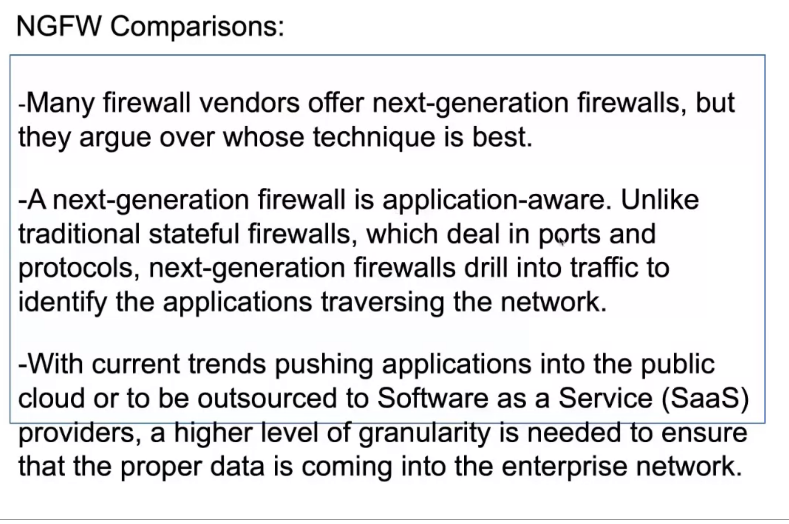 NGFW Comparisons:
-Many firewall vendors offer next-generation firewalls, but
they argue over whose technique is best.
-A next-generation firewall is application-aware. Unlike
traditional stateful firewalls, which deal in ports and
protocols, next-generation firewalls drill into traffic to
identify the applications traversing the network.
-With current trends pushing applications into the public
cloud or to be outsourced to Software as a Service (SaaS)
providers, a higher level of granularity is needed to ensure
that the proper data is coming into the enterprise network.